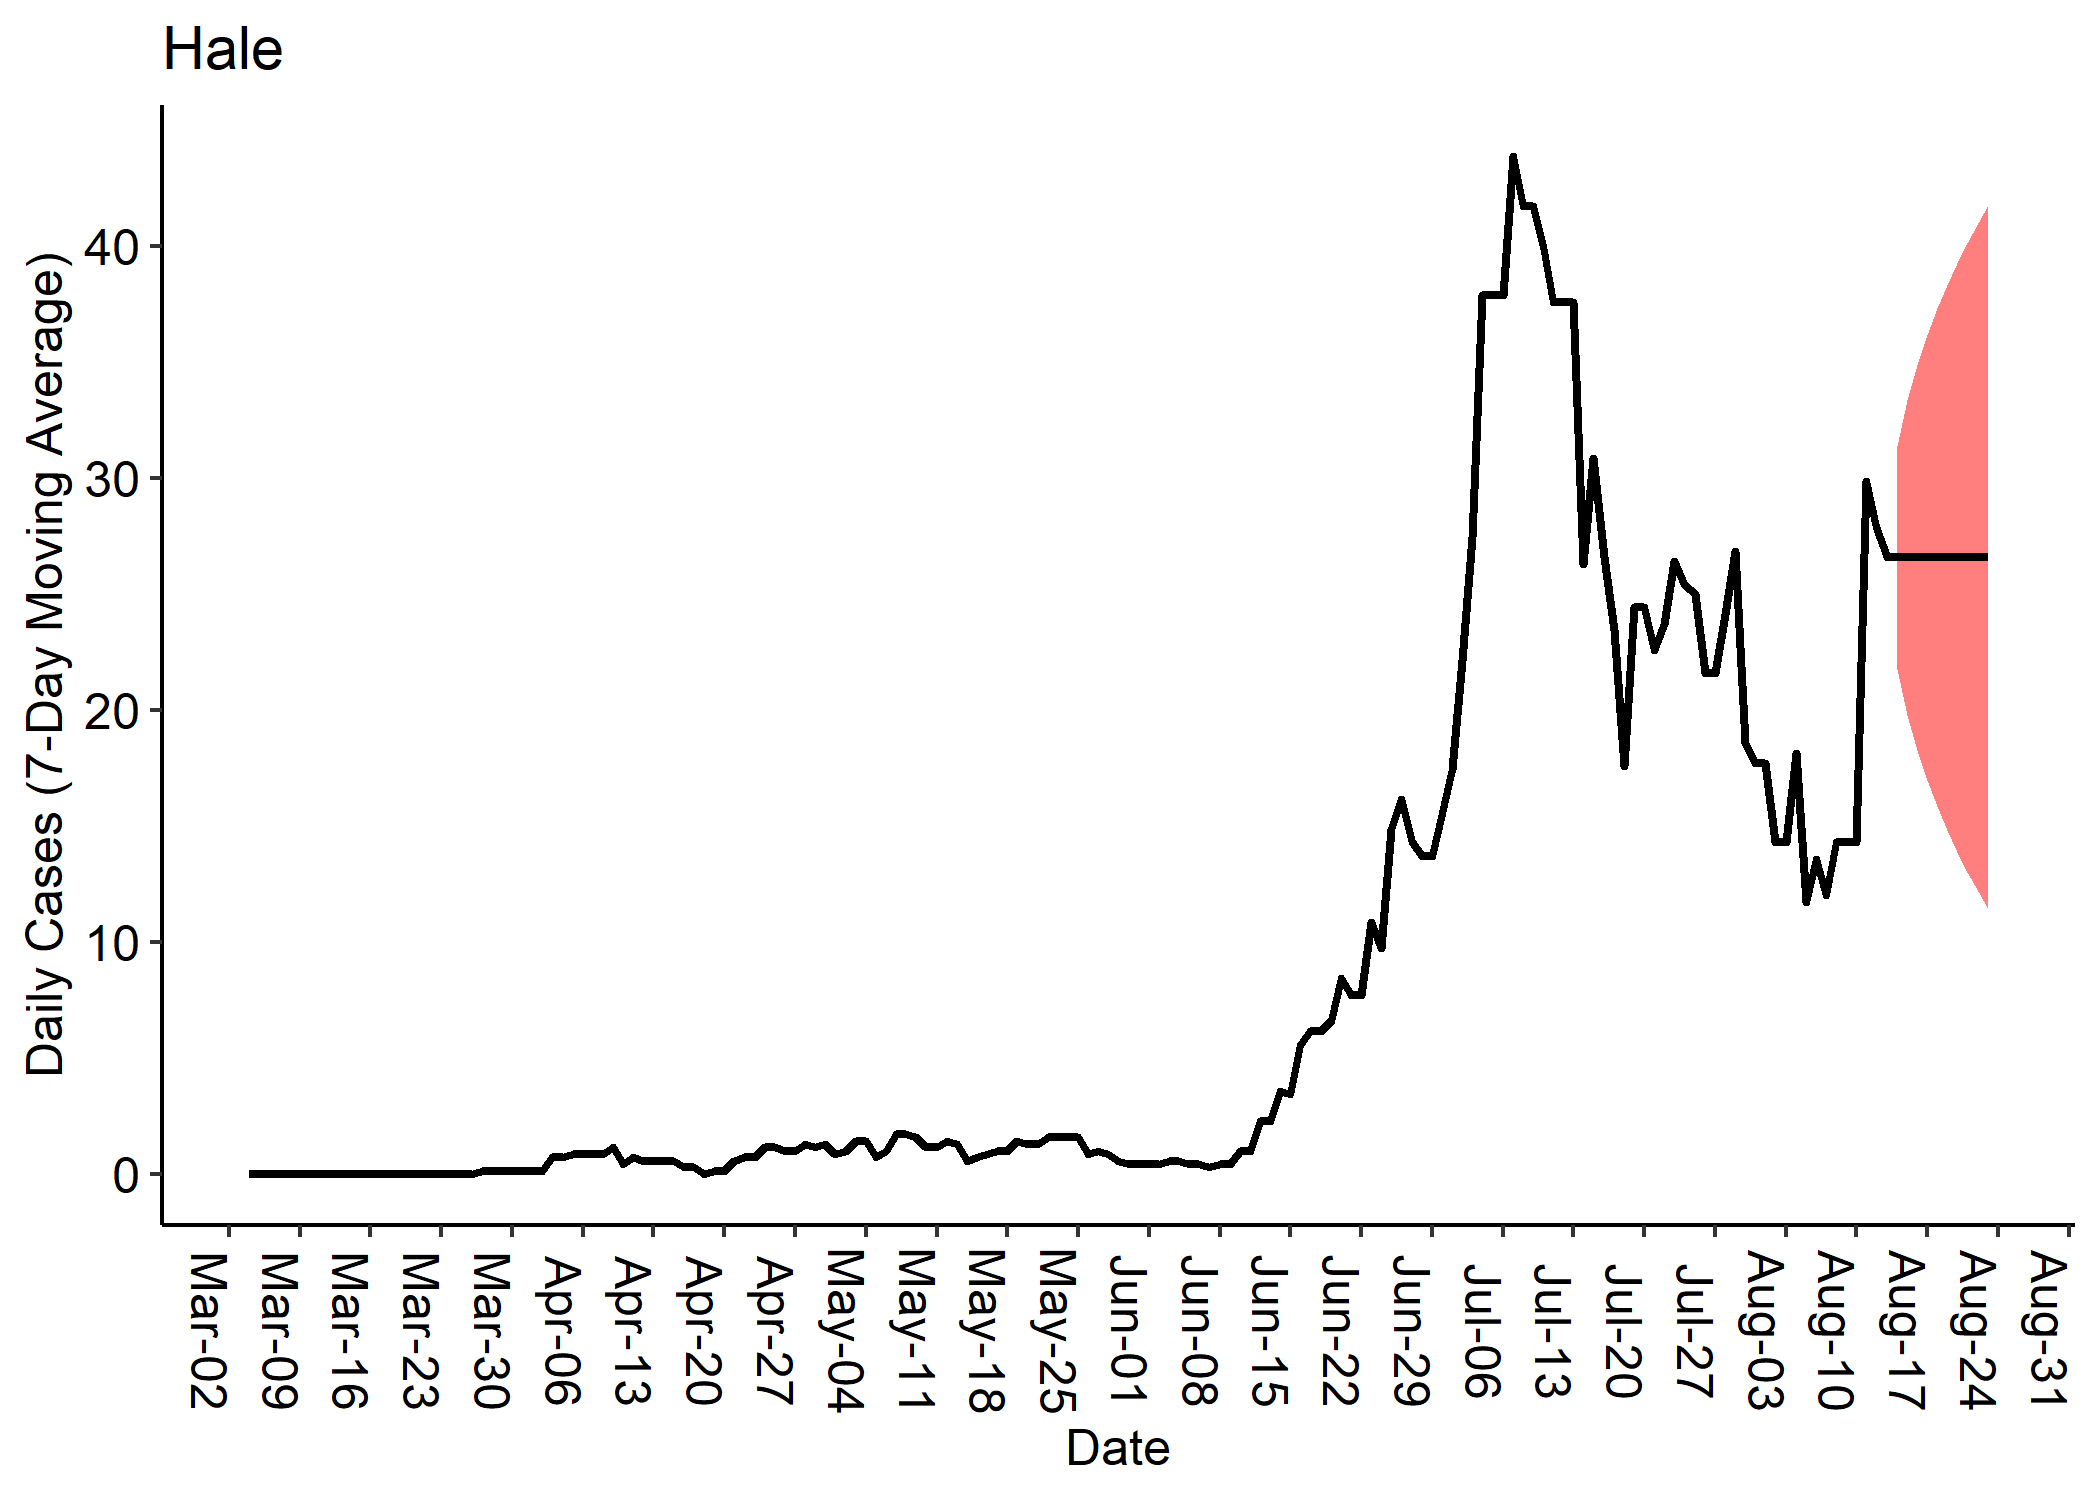 Hale
Daily Cases (7-Day Moving Average)
40
30
20
10
0
Mar-02
Mar-09
Mar-16
Mar-23
Mar-30
Apr-06
Apr-13
Apr-20
Apr-27
May-04
May-11
May-18
May-25
Jun-01
Jun-08
Jun-15
Jun-22
Jun-29
Jul-06
Jul-13
Jul-20
Jul-27
Aug-03
Aug-10
Aug-17
Aug-24
Aug-31
Date